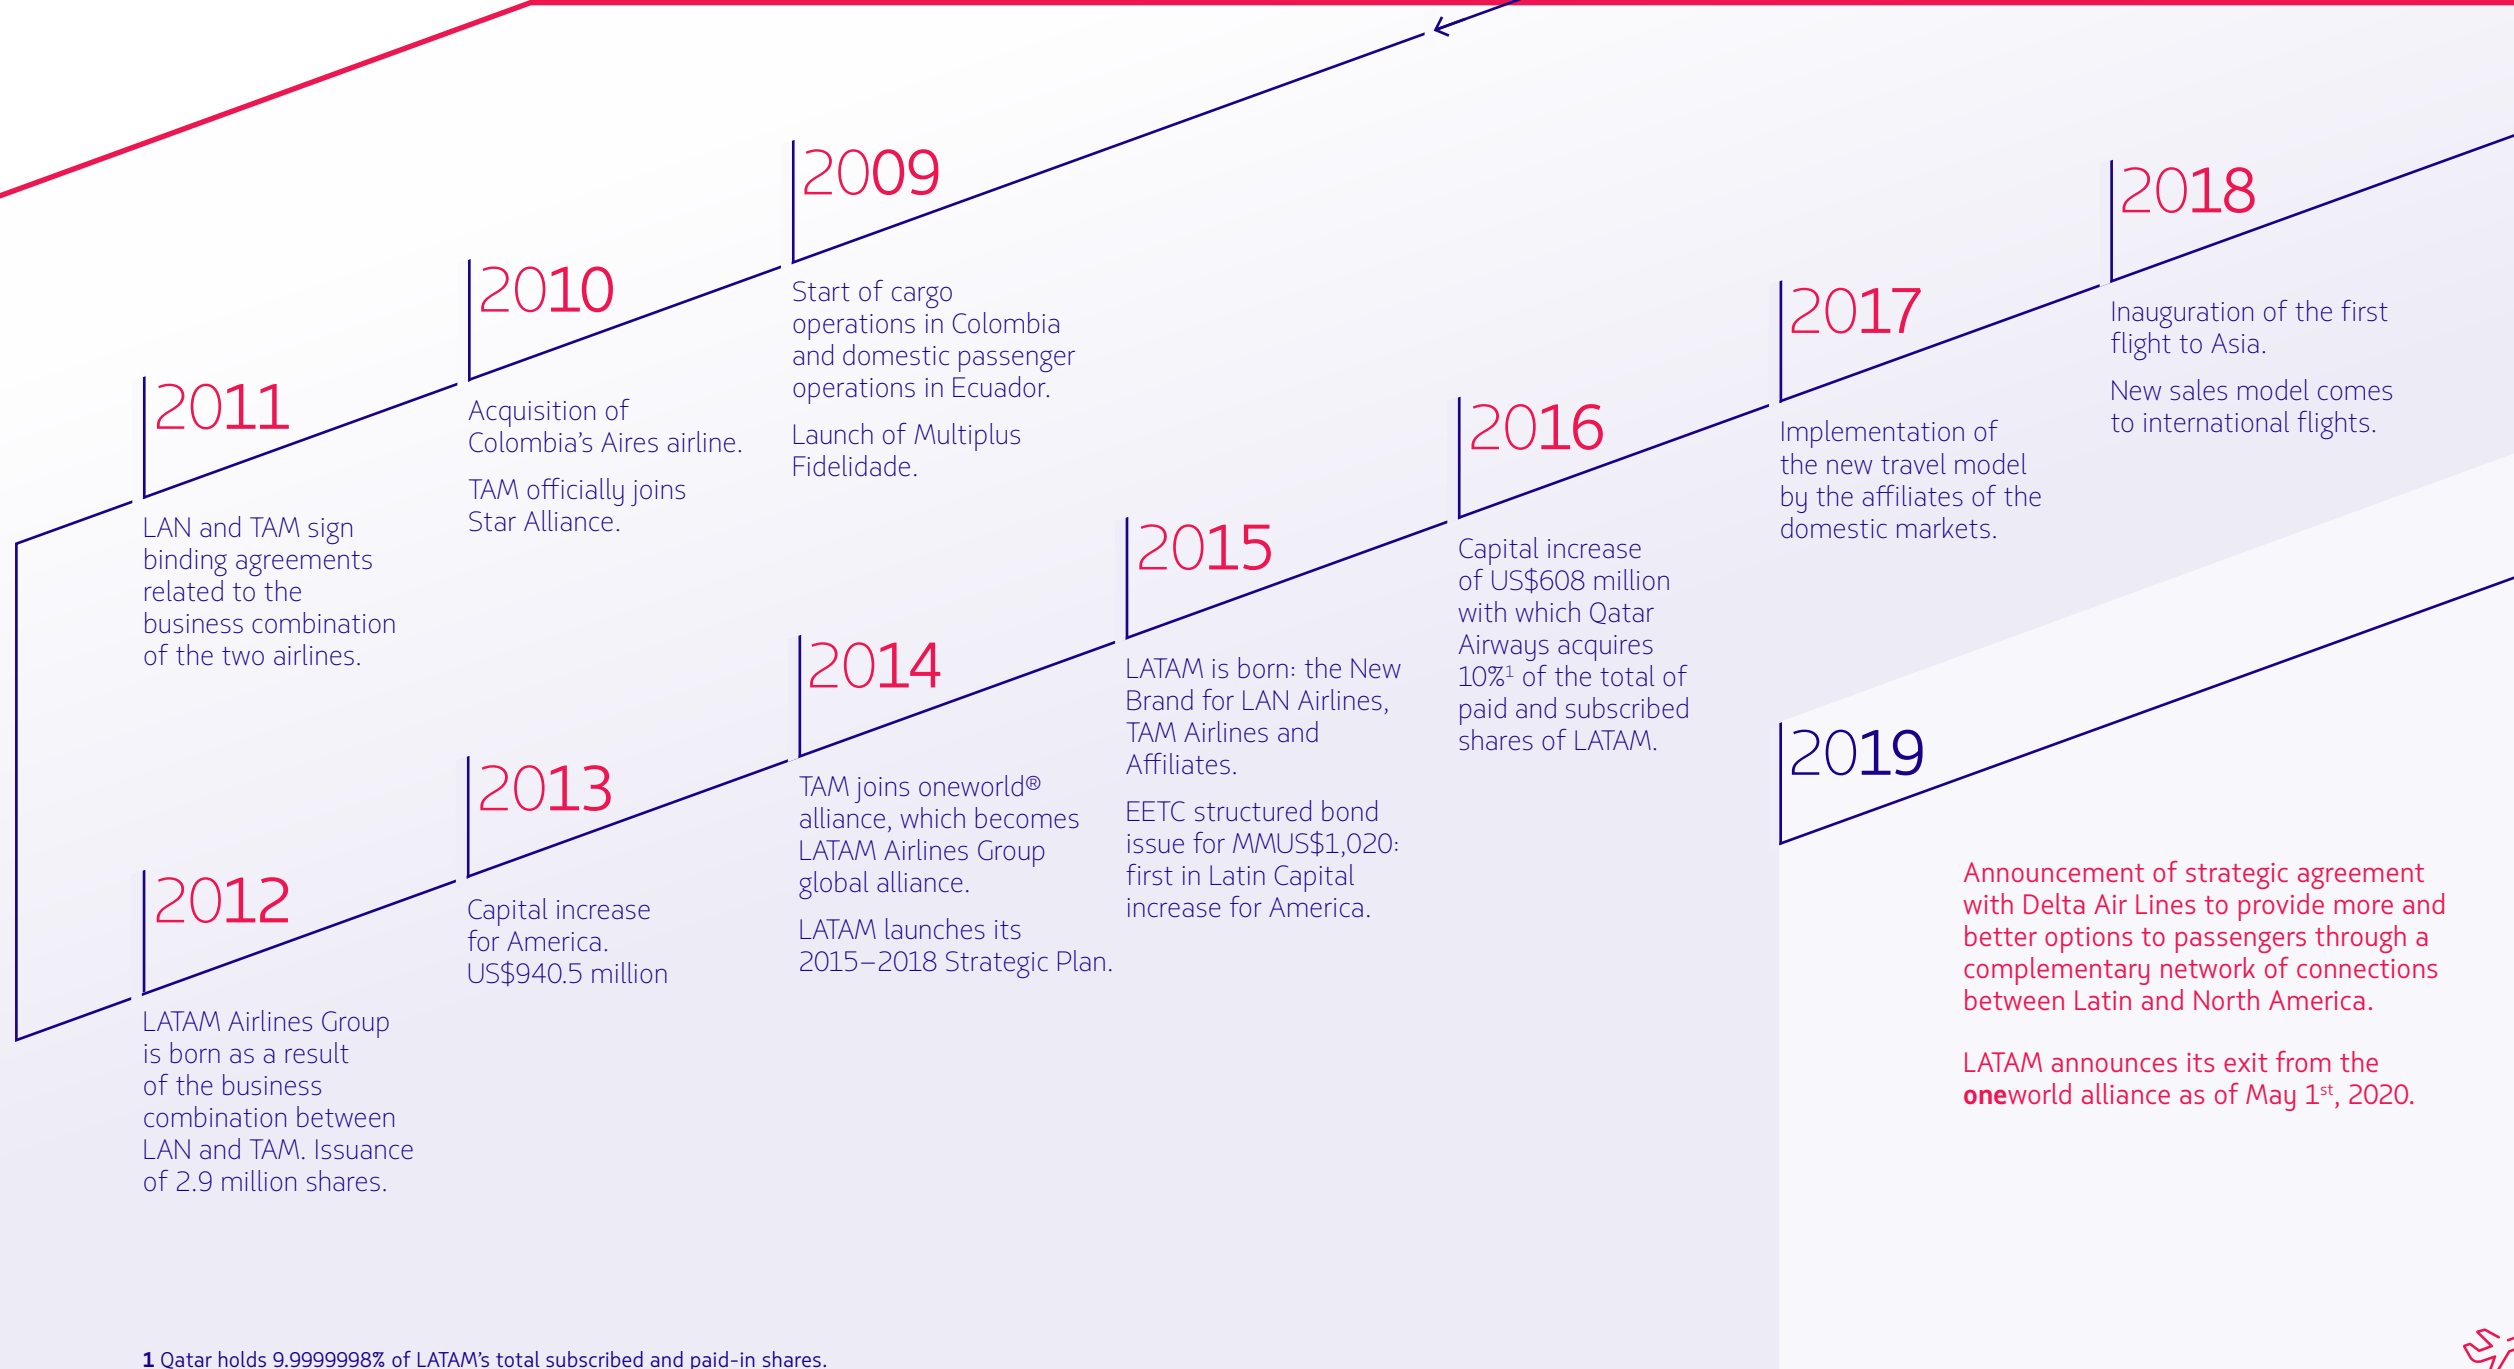 2009
Start of cargo
operations in Colombia
and domestic passenger
operations in Ecuador.
Launch of Multiplus
Fidelidade.
2010
Acquisition of
Colombia’s Aires airline.
TAM officially joins
Star Alliance.
2011
LAN and TAM sign
binding agreements
related to the
business combination
of the two airlines.
2012
LATAM Airlines Group
is born as a result
of the business
combination between
LAN and TAM. Issuance
of 2.9 million shares.
2013
Capital increase
for America.
US$940.5 million
2014
TAM joins oneworld®
alliance, which becomes
LATAM Airlines Group
global alliance.
LATAM launches its
2015–2018 Strategic Plan.
2015
LATAM is born: the New
Brand for LAN Airlines,
TAM Airlines and
Affiliates.
EETC structured bond
issue for MMUS$1,020:
first in Latin Capital
increase for America.
2016
Capital increase
of US$608 million
with which Qatar
Airways acquires
10%¹ of the total of
paid and subscribed
shares of LATAM.
2017
Implementation of
the new travel model
by the affiliates of the
domestic markets.
2018
Inauguration of the first
flight to Asia.
New sales model comes
to international flights.
2019
Announcement of strategic agreement
with Delta Air Lines to provide more and
better options to passengers through a
complementary network of connections
between Latin and North America.
LATAM announces its exit from the
oneworld alliance as of May 1st, 2020.
1 Qatar holds 9.9999998% of LATAM’s total subscribed and paid-in shares.